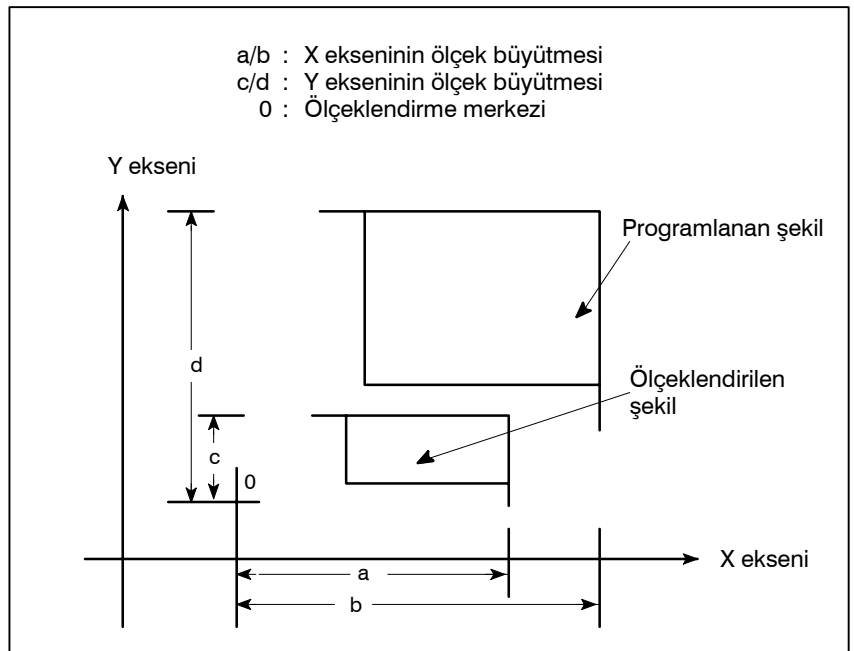 a/b : X ekseninin ölçek büyütmesi
c/d : Y ekseninin ölçek büyütmesi
0 : Ölçeklendirme merkezi
Y ekseni
Programlanan şekil
d
Ölçeklendirilen
şekil
c
0
X ekseni
a
b